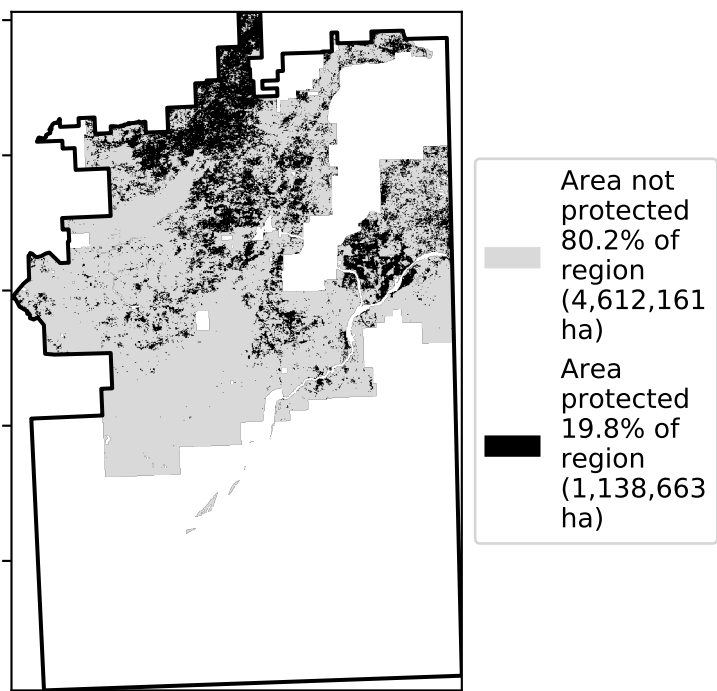 Area not
protected
80.2% of
region
(4,612,161
ha)
Area
protected
19.8% of
region
(1,138,663
ha)